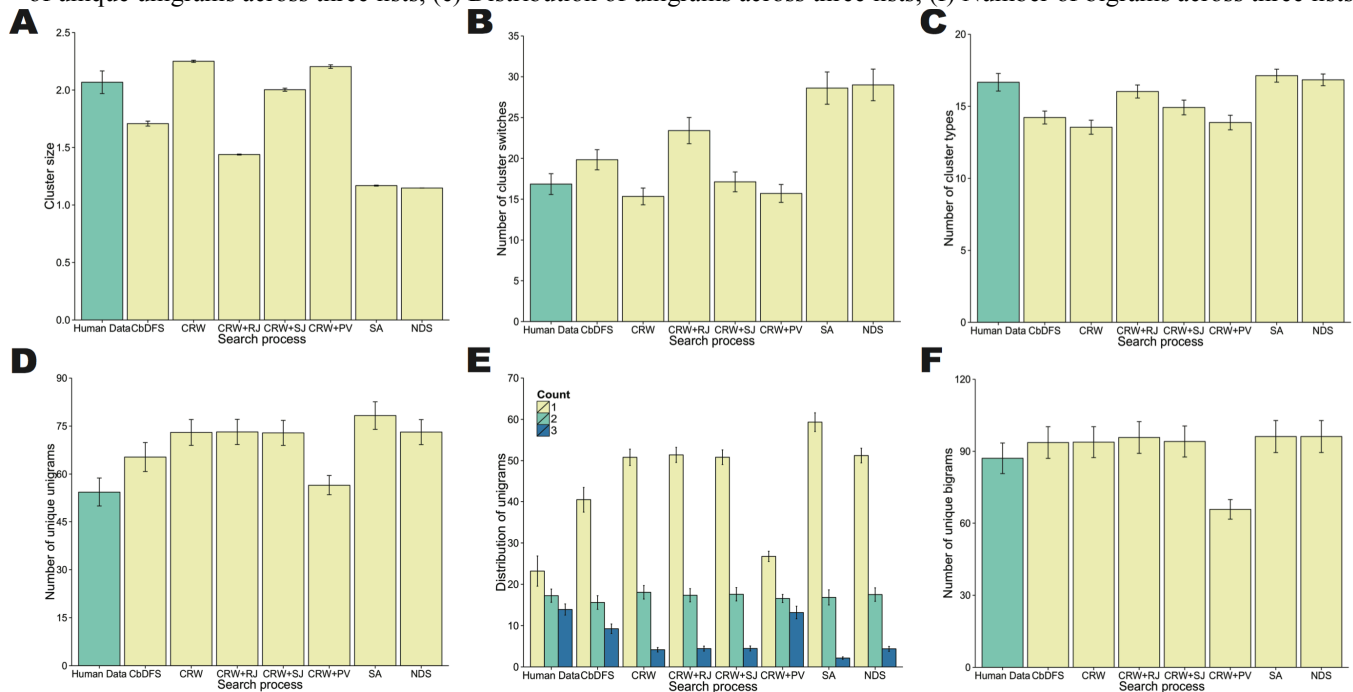 of unique unigrams across three lists, (e) Distribution of unigrams across three lists, (f) Number of bigrams across three lists
A
2.5
2.0
1.5
1.0
0.5
0.0
Cluster size
Human Data CbDFS CRW CRW+RJ CRW+SJ CRW+PV SA NDS
Search process
B
35
30
25
20
15
10
5
0
Number of cluster switches
Human Data CbDFS CRW CRW+RJ CRW+SJ CRW+PV SA NDS
Search process
C
20
15
10
5
0
Number of cluster types
Human Data CbDFS CRW CRW+RJ CRW+SJ CRW+PV SA NDS
Search process
D
90
75
60
45
30
15
0
Number of unique unigrams
Human Data CbDFS CRW CRW+RJ CRW+SJ CRW+PV SA NDS
Search process
E
70
60
50
40
30
20
10
0
Distribution of unigrams
Count
1
2
3
Human Data CbDFS CRW CRW+RJ CRW+SJ CRW+PV SA NDS
Search process
F
120
90
60
30
0
Number of unique bigrams
Human Data CbDFS CRW CRW+RJ CRW+SJ CRW+PV SA NDS
Search process